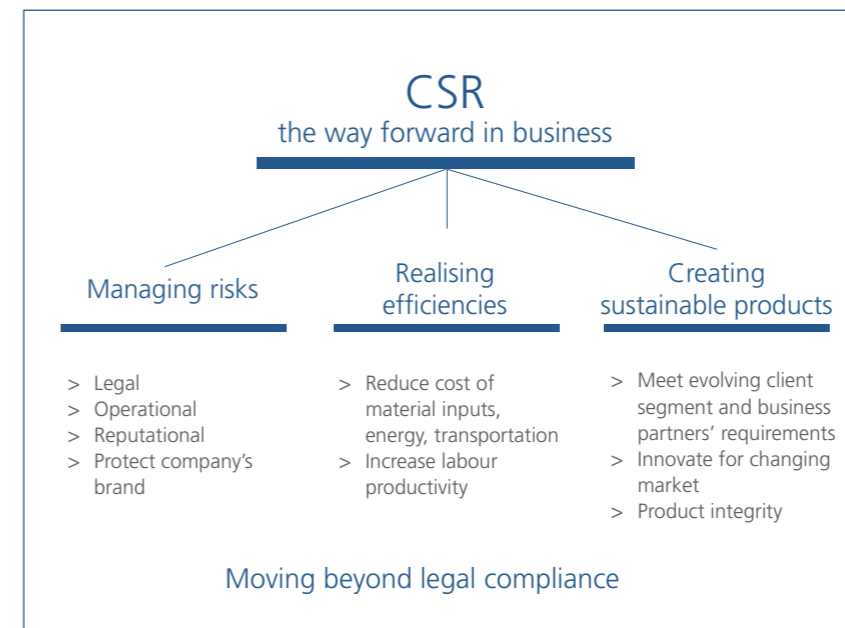 CSR
the way forward in business
Managing risks
> Legal
> Operational
> Reputational
> Protect company’s
brand
Realising
efficiencies
> Reduce cost of
material inputs,
energy, transportation
> Increase labour
productivity
Creating
sustainable products
> Meet evolving client
segment and business
partners’ requirements
> Innovate for changing
market
> Product integrity
Moving beyond legal compliance